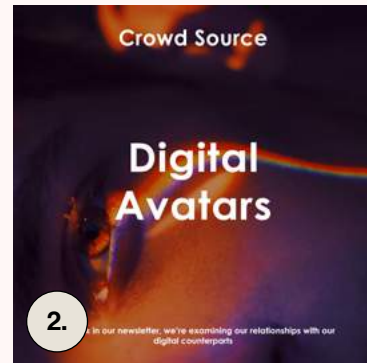 Crowd Source
Digital
Avatars
in our newsletter, we're examining our relationships with our
digital counterparts
2.